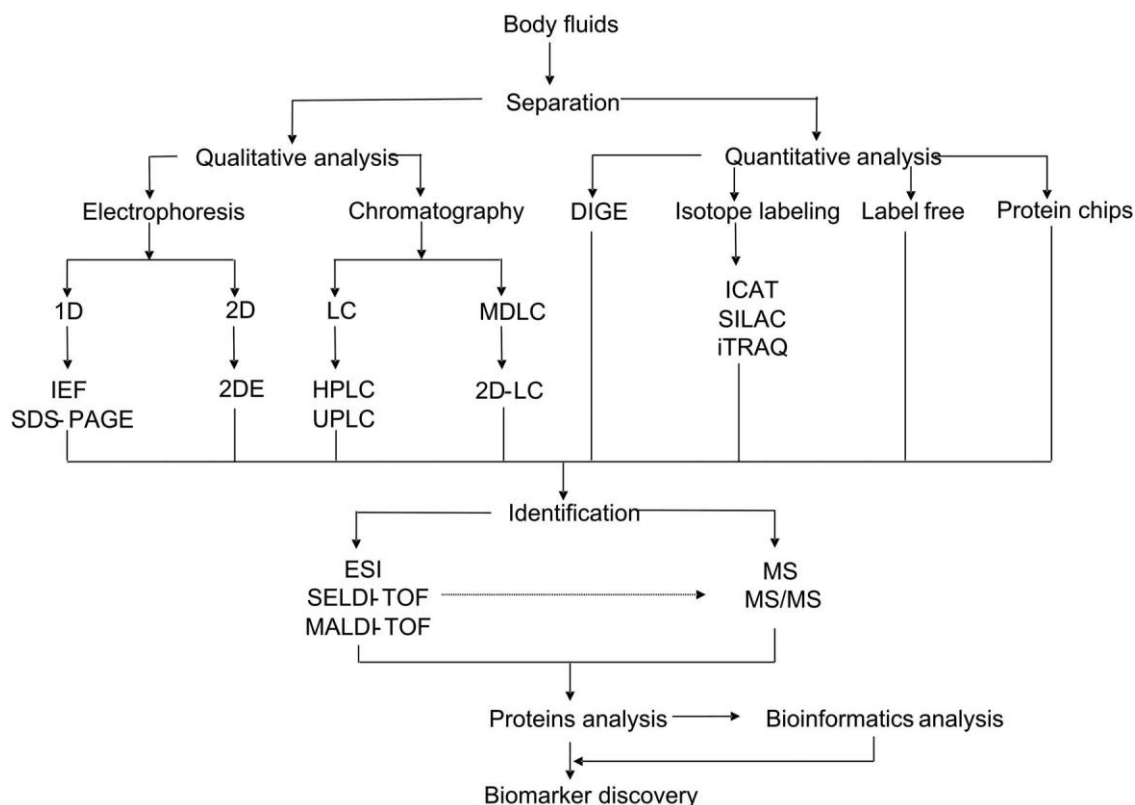 Body fluids
Separation
Qualitative analysis
Quantitative analysis
Electrophoresis
Chromatography
DIGE
Isotope labeling
Label free
Protein chips
1D
2D
LC
MDLC
ICAT
SILAC
iTRAQ
IEF
SDS-PAGE
2DE
HPLC
UPLC
2D-LC
Identification
ESI
SELDI-TOF
MALDI-TOF
MS
MS/MS
Proteins analysis
Bioinformatics analysis
Biomarker discovery